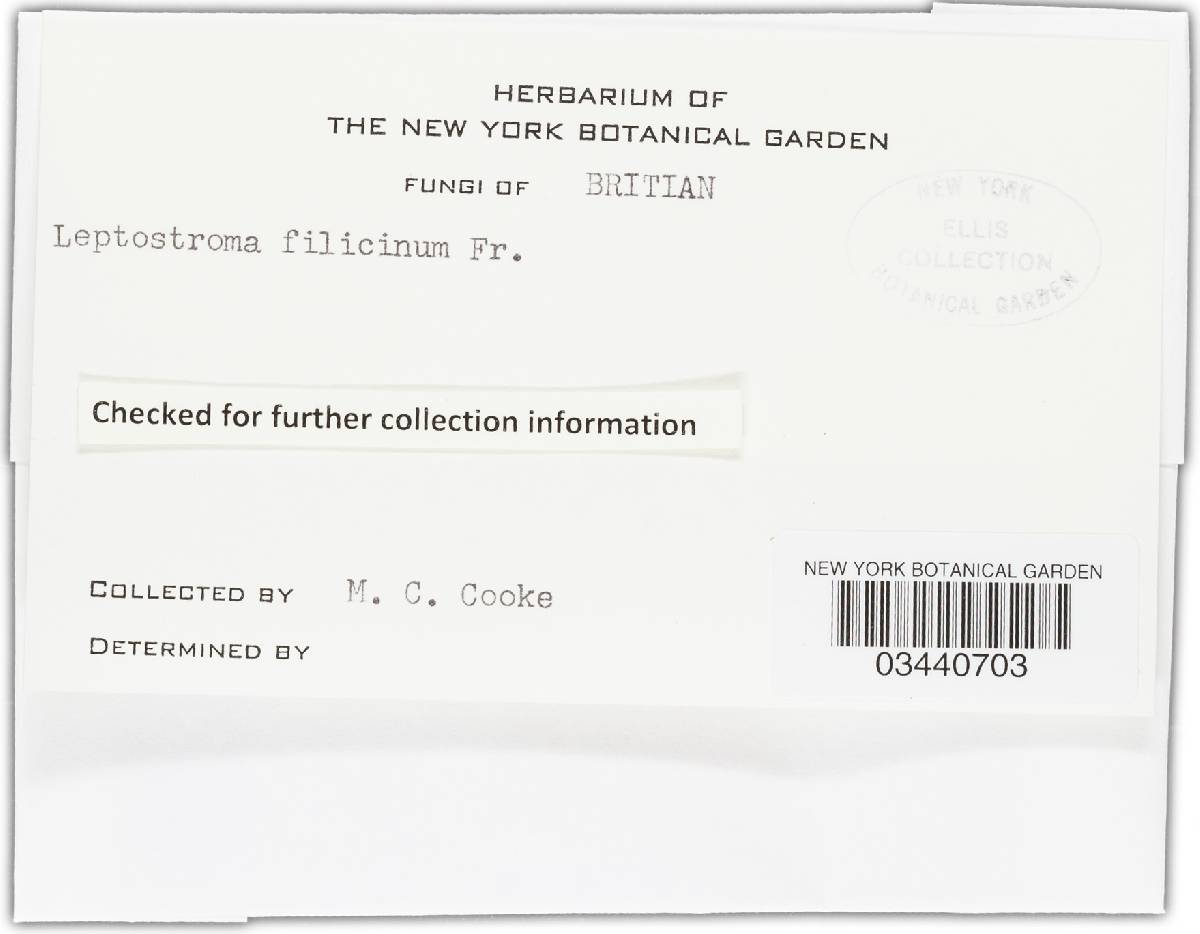 HERBARIUM OF
THE NEW YORK BOTANICAL GARDEN
FUNGI OF BRITIAN
Leptostroma filicinum Fr.
NEW YORK
ELLIS
COLLECTION
BOTANICAL GARDEN
Checked for further collection information
COLLECTED BY M. C. Cooke
DETERMINED BY
NEW YORK BOTANICAL GARDEN
03440703